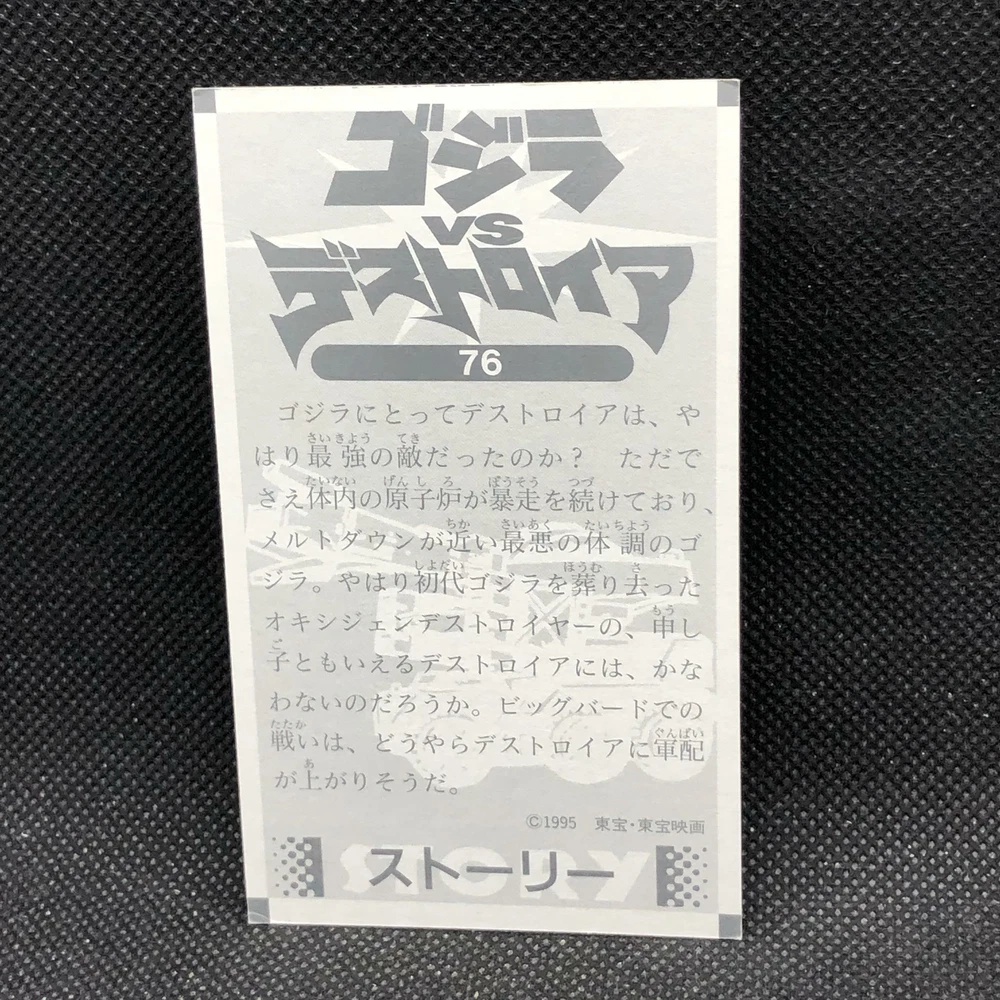 ゴジラ
VS
デストロイア
76
ゴジラにとってデストロイアは、や
はり最強の敵だったのか？　ただで
さえ体内の原子炉が暴走を続けており、
メルトダウンが近い最悪の体調のゴ
ジラ。やはり初代ゴジラを葬り去った
オキシジェンデストロイヤーの、申し
子ともいえるデストロイアには、かな
わないのだろうか。ビッグバードでの
戦いは、どうやらデストロイアに軍配
が上がりそうだ。
©1995　東宝・東宝映画
STORY
ストーリー